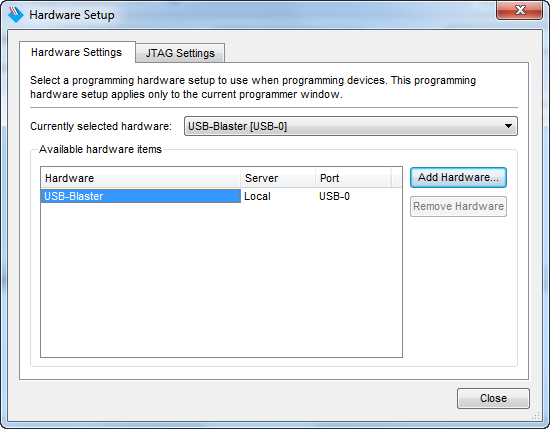 Hardware Setup
Hardware Settings
JTAG Settings
Select a programming hardware setup to use when programming devices. This programming
hardware setup applies only to the current programmer window.
Currently selected hardware: USB-Blaster [USB-0]
Available hardware items
Hardware Server Port
USB-Blaster Local USB-0
Add Hardware...
Remove Hardware
Close